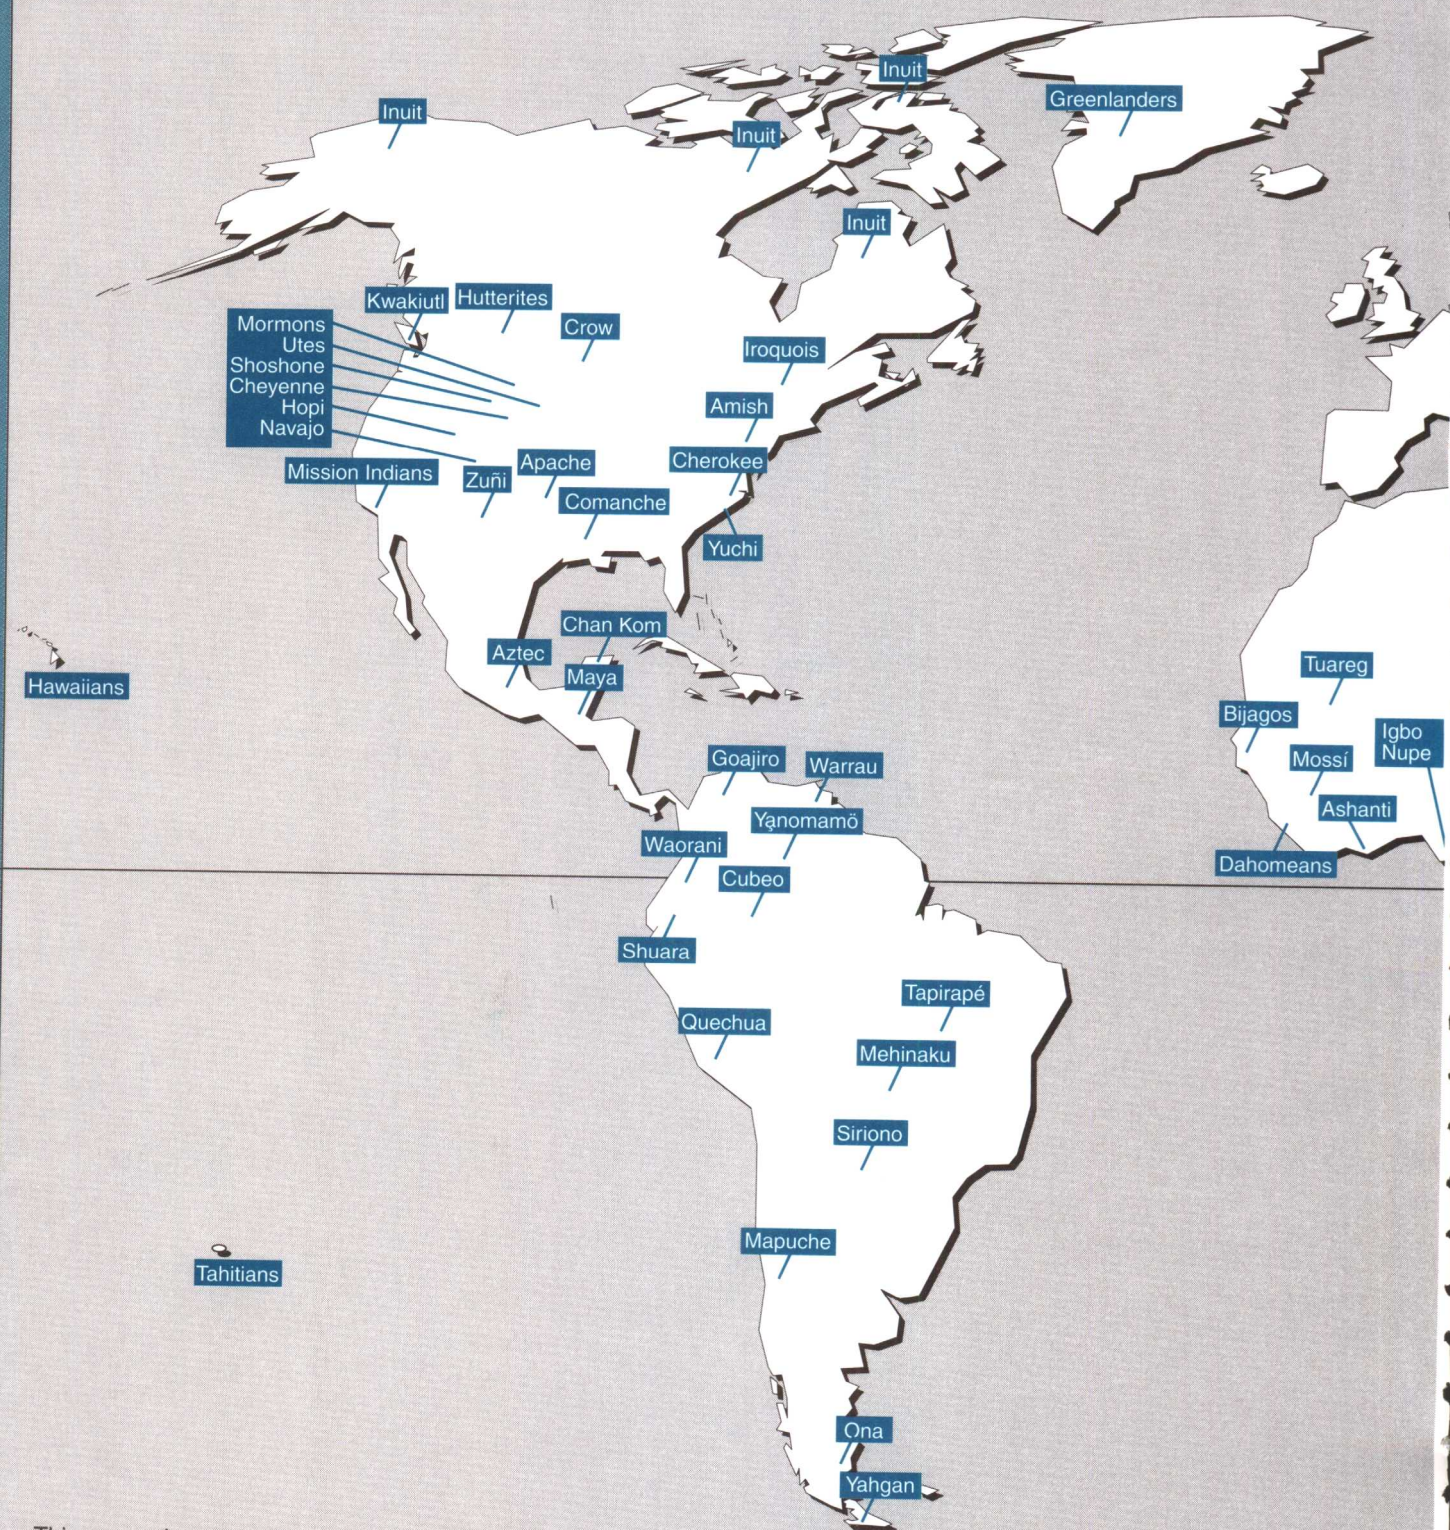 Inuit
Inuit
Greenlanders
Inuit
Inuit
Kwakiutl
Hutterites
Crow
Mormons
Utes
Shoshone
Cheyenne
Hopi
Navajo
Iroquois
Amish
Cherokee
Mission Indians
Zuñi
Apache
Comanche
Yuchi
Chan Kom
Aztec
Maya
Hawaiians
Tuareg
Bijagos
Igbo
Nupe
Mossí
Ashanti
Dahomeans
Goajiro
Warrau
Yanomamö
Waorani
Cubeo
Shuara
Tapirapé
Quechua
Mehinaku
Siriono
Mapuche
Tahitians
Ona
Yahgan